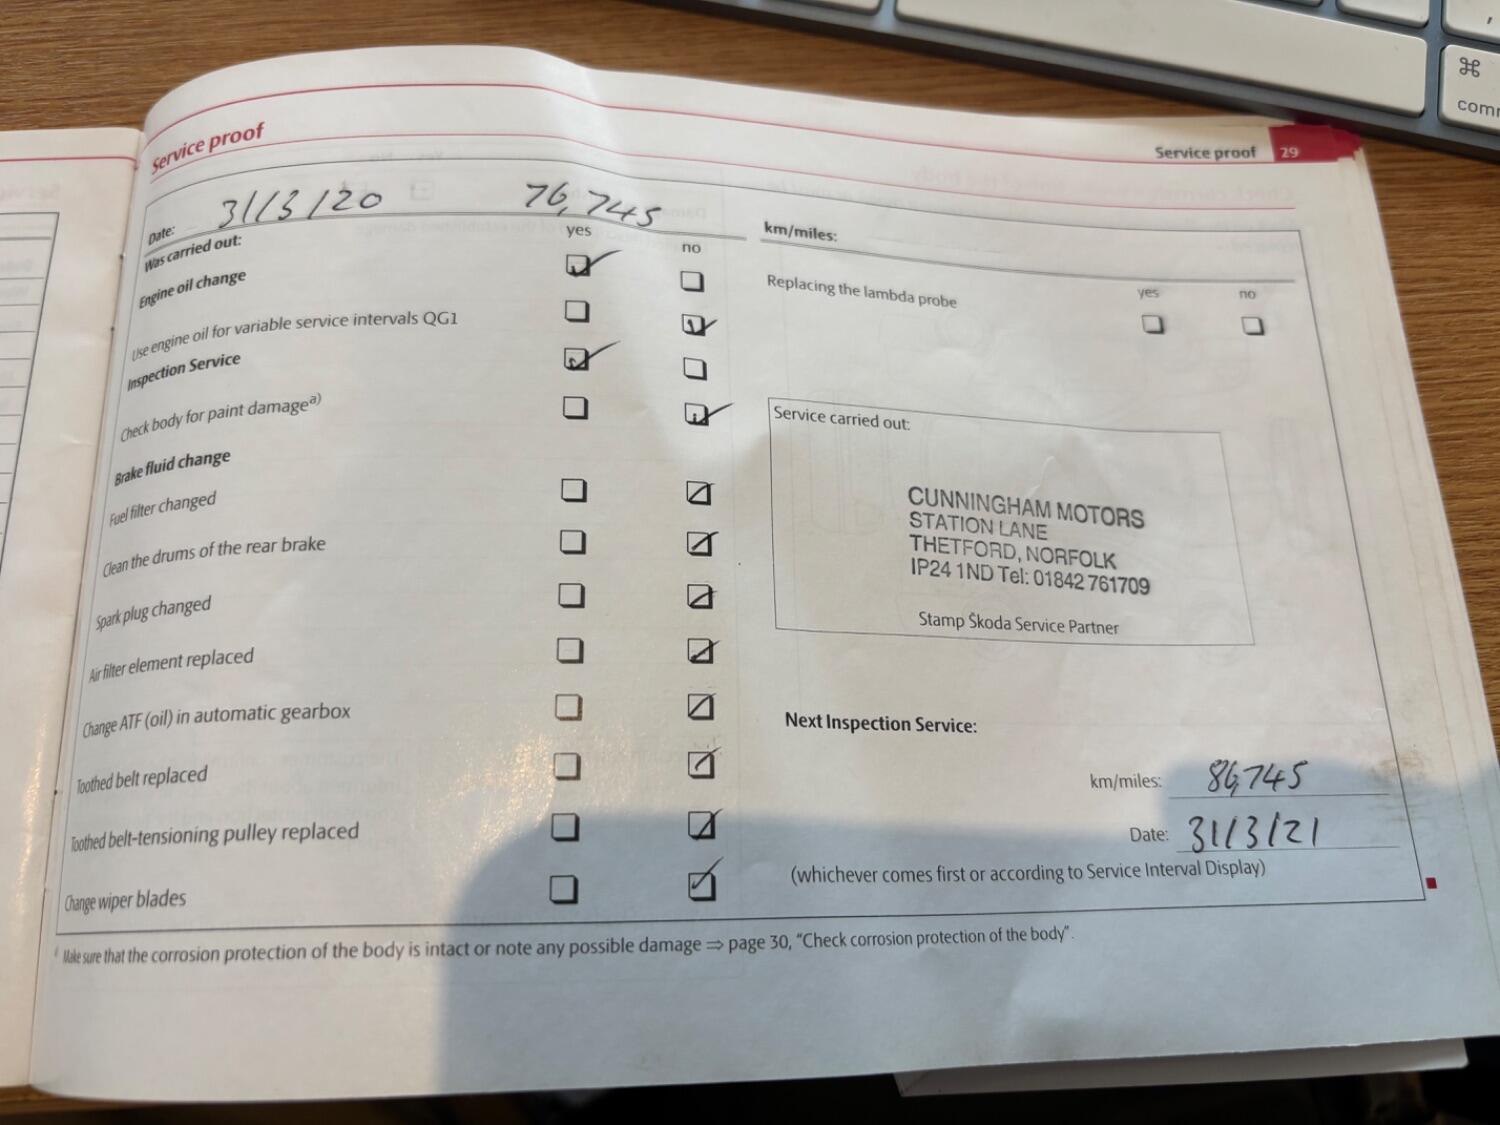 Service proof
Service proof 29
Date: 31/3/20 76,745
km/miles:
Was carried out: yes no
Engine oil change
Use engine oil for variable service intervals QG1
Inspection Service
Check body for paint damage a)
Brake fluid change
Fuel filter changed
Clean the drums of the rear brake
Spark plug changed
Air filter element replaced
Change ATF (oil) in automatic gearbox
Toothed belt replaced
Toothed belt-tensioning pulley replaced
Change wiper blades
yes no
Replacing the lambda probe
Service carried out:
CUNNINGHAM MOTORS
STATION LANE
THETFORD, NORFOLK
IP24 1ND Tel: 01842 761709
Stamp Škoda Service Partner
Next Inspection Service:
km/miles: 86,745
Date: 31/3/21
(whichever comes first or according to Service Interval Display)
Make sure that the corrosion protection of the body is intact or note any possible damage ⇒ page 30, “Check corrosion protection of the body”.
⌘
comm